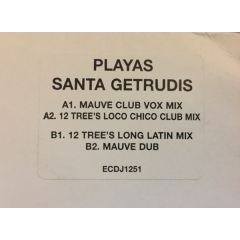 PLAYAS
SANTA GETRUDIS
A1. MAUVE CLUB VOX MIX
A2. 12 TREE'S LOCO CHICO CLUB MIX
B1. 12 TREE'S LONG LATIN MIX
B2. MAUVE DUB
ECDJ1251